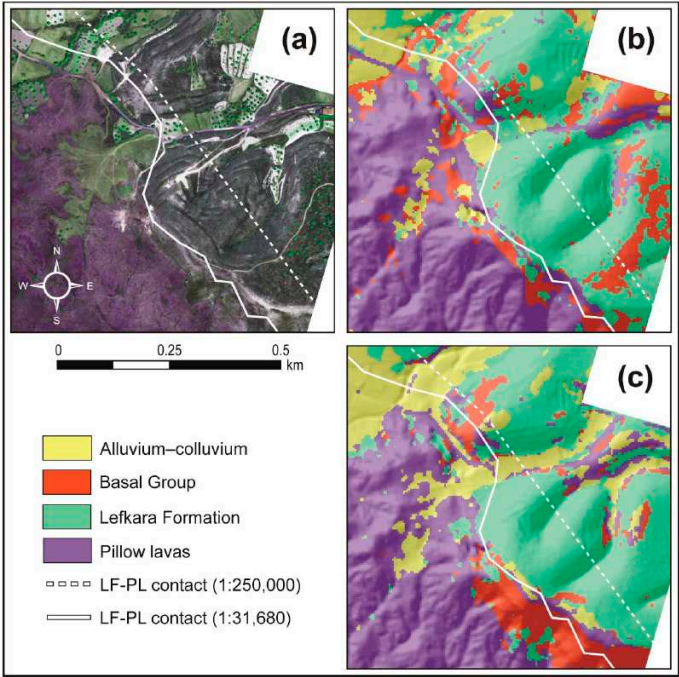 (a)
(b)
N
W E
S
0 0.25 0.5
km
(c)
Alluvium–colluvium
Basal Group
Lefkara Formation
Pillow lavas
LF-PL contact (1:250,000)
LF-PL contact (1:31,680)